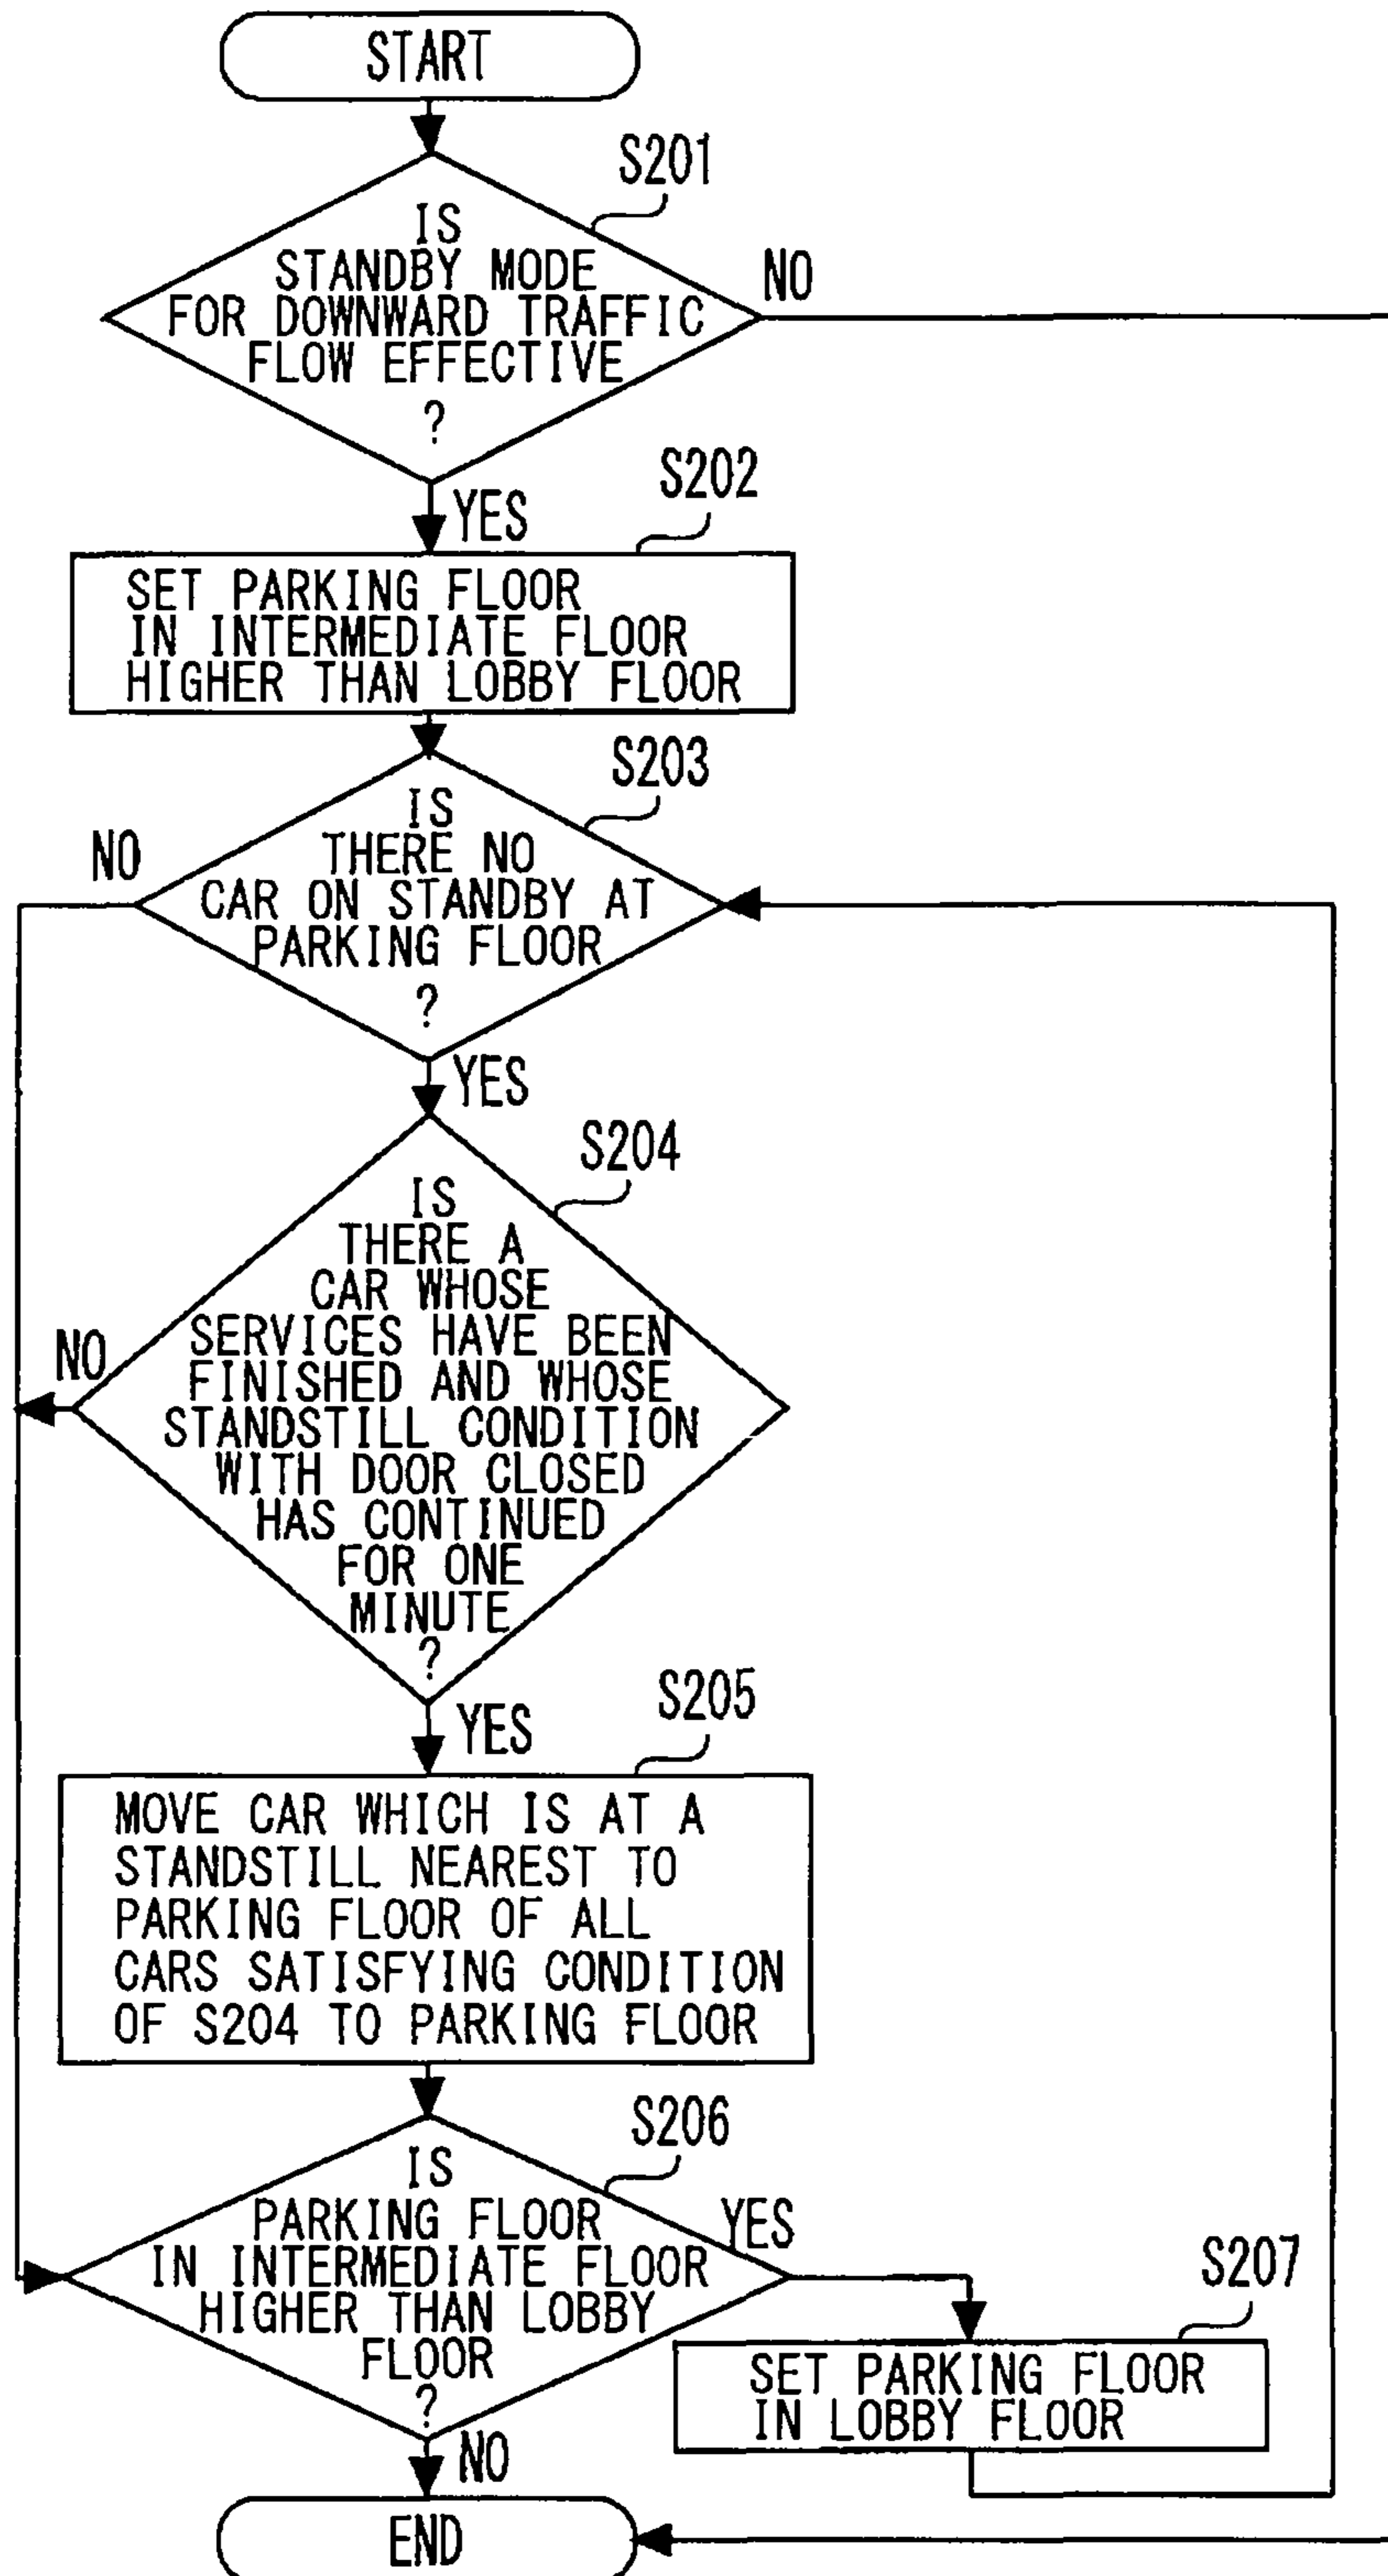 START
S201
IS
STANDBY MODE
FOR DOWNWARD TRAFFIC
FLOW EFFECTIVE
?
NO
YES
S202
SET PARKING FLOOR
IN INTERMEDIATE FLOOR
HIGHER THAN LOBBY FLOOR
S203
IS
THERE NO
CAR ON STANDBY AT
PARKING FLOOR
?
NO
YES
S204
IS
THERE A
CAR WHOSE
SERVICES HAVE BEEN
FINISHED AND WHOSE
STANDSTILL CONDITION
WITH DOOR CLOSED
HAS CONTINUED
FOR ONE
MINUTE
?
NO
YES
S205
MOVE CAR WHICH IS AT A
STANDSTILL NEAREST TO
PARKING FLOOR OF ALL
CARS SATISFYING CONDITION
OF S204 TO PARKING FLOOR
S206
IS
PARKING FLOOR
IN INTERMEDIATE FLOOR
HIGHER THAN LOBBY
FLOOR
?
YES
S207
SET PARKING FLOOR
IN LOBBY FLOOR
NO
END